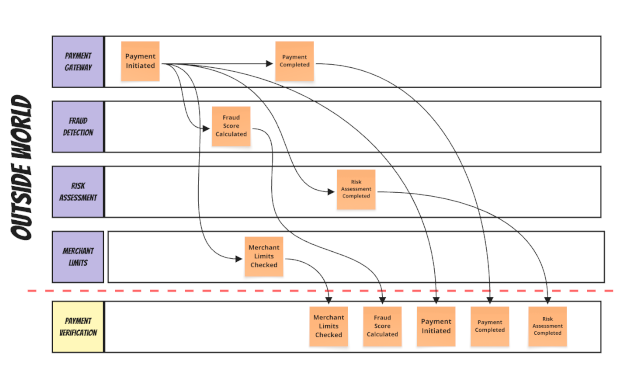 OUTSIDE WORLD
PAYMENT
GATEWAY
Payment
Initiated
Payment
Completed
FRAUD
DETECTION
Fraud
Score
Calculated
RISK
ASSESSMENT
Risk
Assessment
Completed
MERCHANT
LIMITS
Merchant
Limits
Checked
PAYMENT
VERIFICATION
Merchant
Limits
Checked
Fraud
Score
Calculated
Payment
Initiated
Payment
Completed
Risk
Assessment
Completed